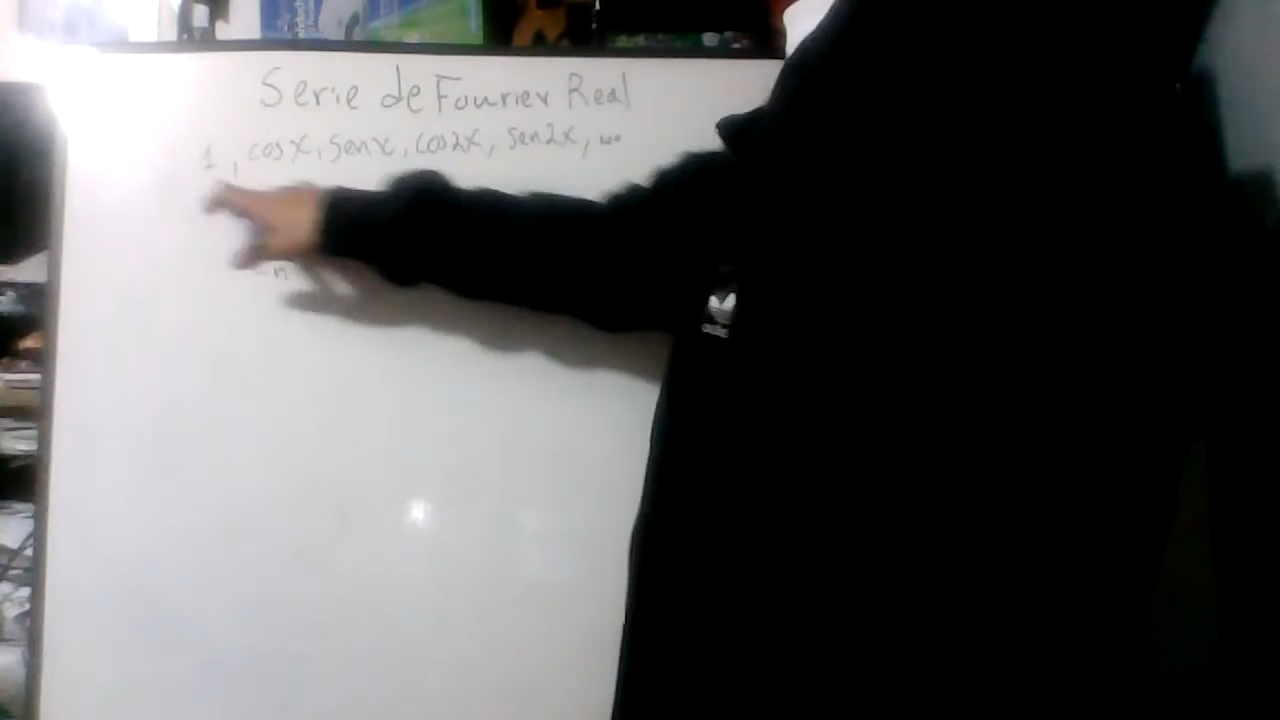 Serie de Fourier Real
1, cosx, senx, cos2x, sen2x, ...